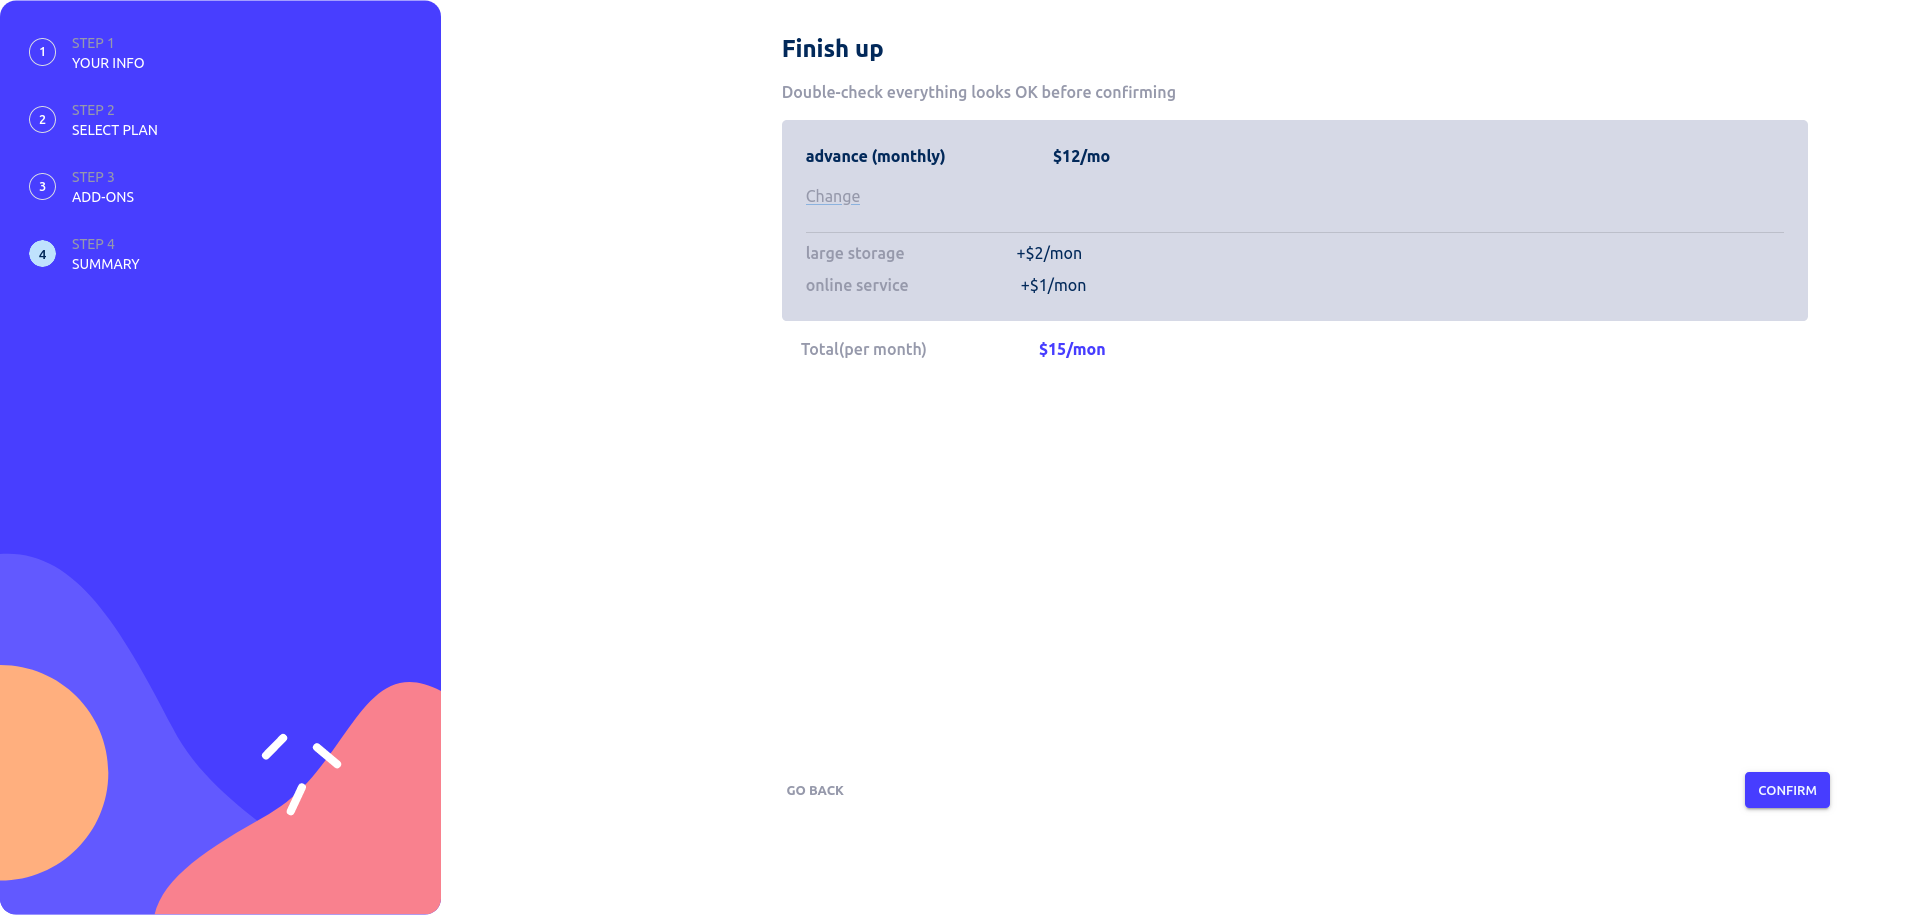 1
STEP 1
YOUR INFO
2
STEP 2
SELECT PLAN
3
STEP 3
ADD-ONS
4
STEP 4
SUMMARY
Finish up
Double-check everything looks OK before confirming
advance (monthly) $12/mo
Change
large storage +$2/mon
online service +$1/mon
Total(per month) $15/mon
GO BACK CONFIRM